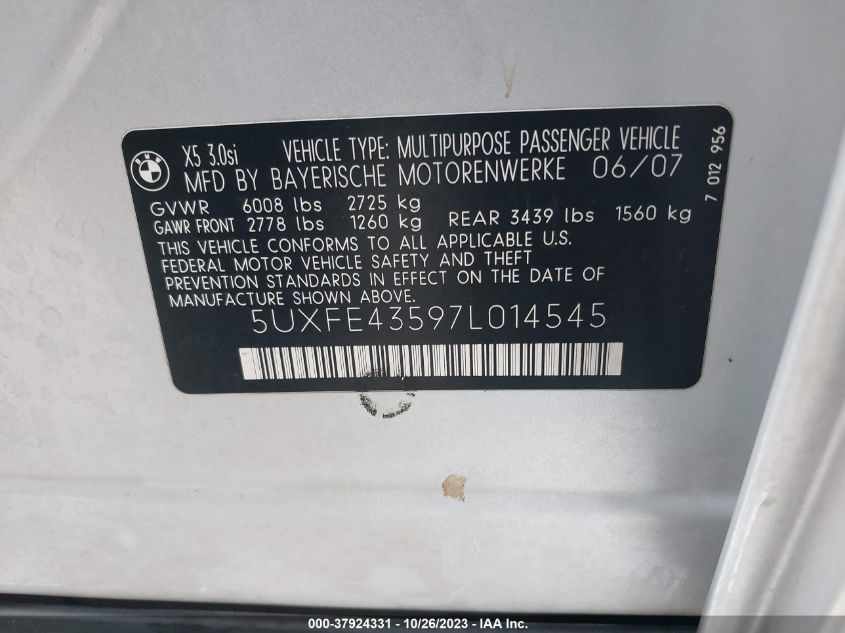 BMW
X5 3.0si VEHICLE TYPE: MULTIPURPOSE PASSENGER VEHICLE
MFD BY BAYERISCHE MOTORENWERKE 06/07
GVWR 6008 lbs 2725 kg
GAWR FRONT 2778 lbs 1260 kg REAR 3439 lbs 1560 kg
THIS VEHICLE CONFORMS TO ALL APPLICABLE U.S.
FEDERAL MOTOR VEHICLE SAFETY AND THEFT
PREVENTION STANDARDS IN EFFECT ON THE DATE OF
MANUFACTURE SHOWN ABOVE.
5UXFE43597L014545
7 012 956
000-37924331 - 10/26/2023 - IAA Inc.